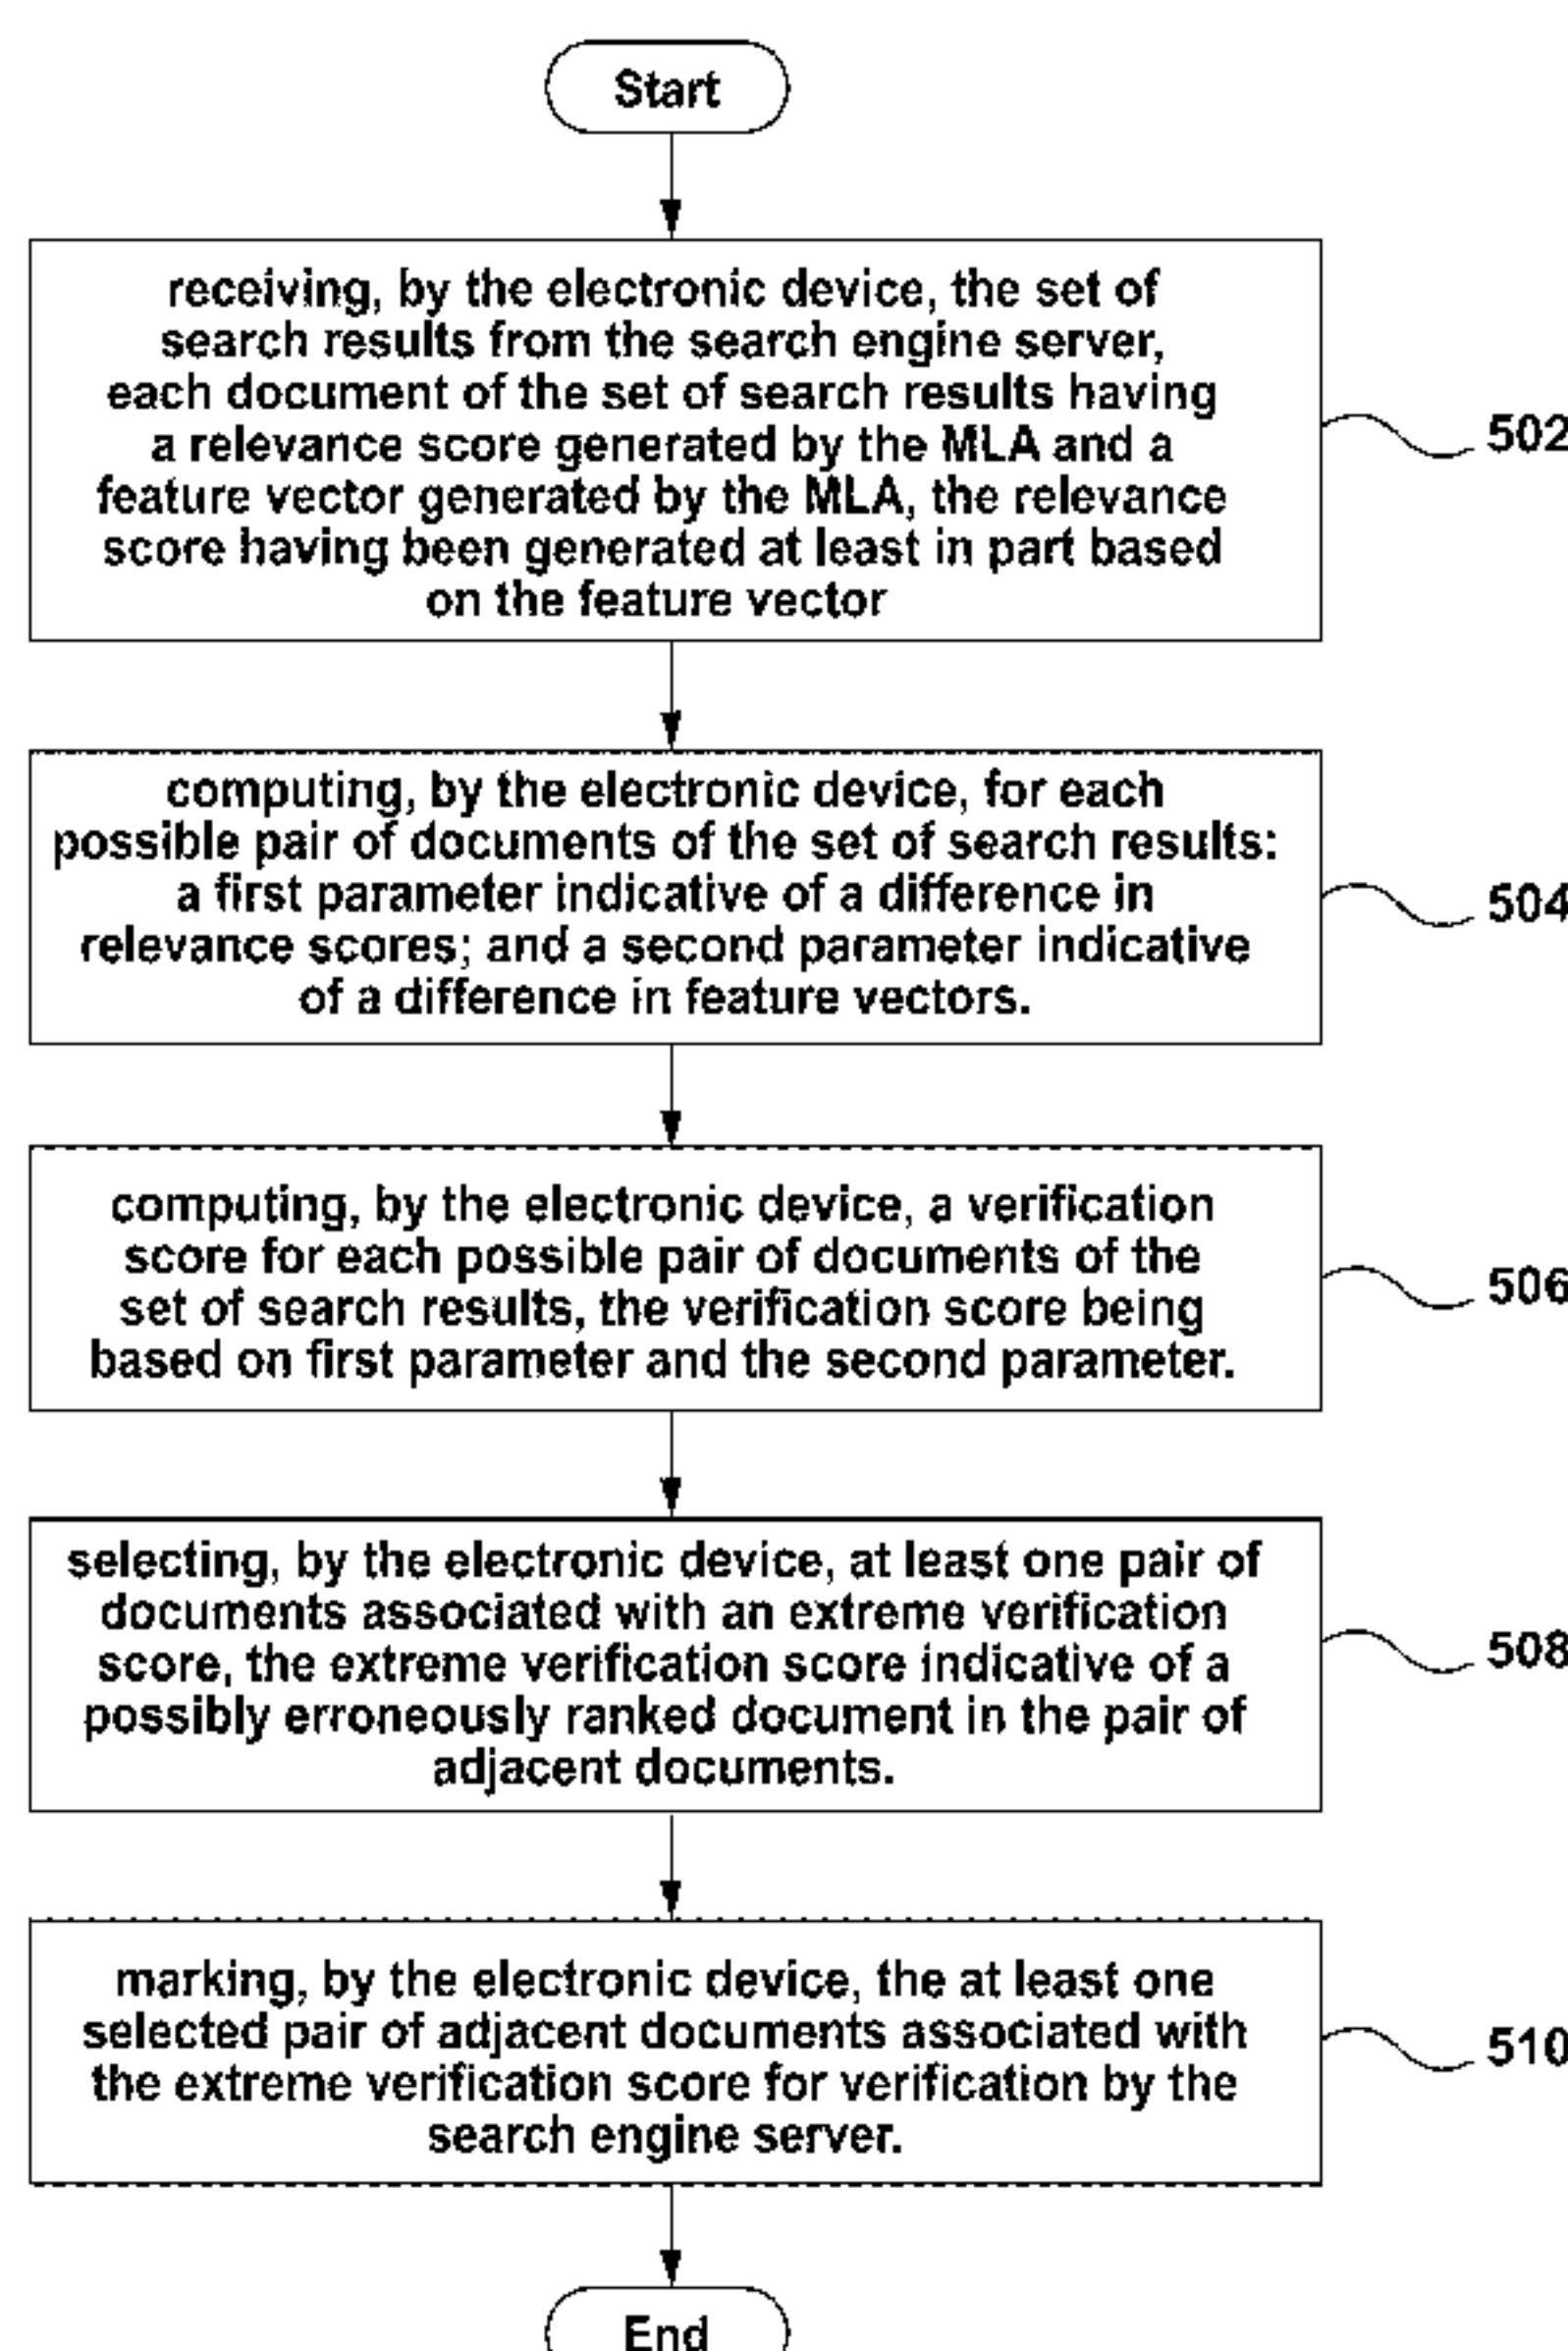 Start
receiving, by the electronic device, the set of
search results from the search engine server,
each document of the set of search results having
a relevance score generated by the MLA and a
feature vector generated by the MLA, the relevance
score having been generated at least in part based
on the feature vector
502
computing, by the electronic device, for each
possible pair of documents of the set of search results:
a first parameter indicative of a difference in
relevance scores; and a second parameter indicative
of a difference in feature vectors.
504
computing, by the electronic device, a verification
score for each possible pair of documents of the
set of search results, the verification score being
based on first parameter and the second parameter.
506
selecting, by the electronic device, at least one pair of
documents associated with an extreme verification
score, the extreme verification score indicative of a
possibly erroneously ranked document in the pair of
adjacent documents.
508
marking, by the electronic device, the at least one
selected pair of adjacent documents associated with
the extreme verification score for verification by the
search engine server.
510
End